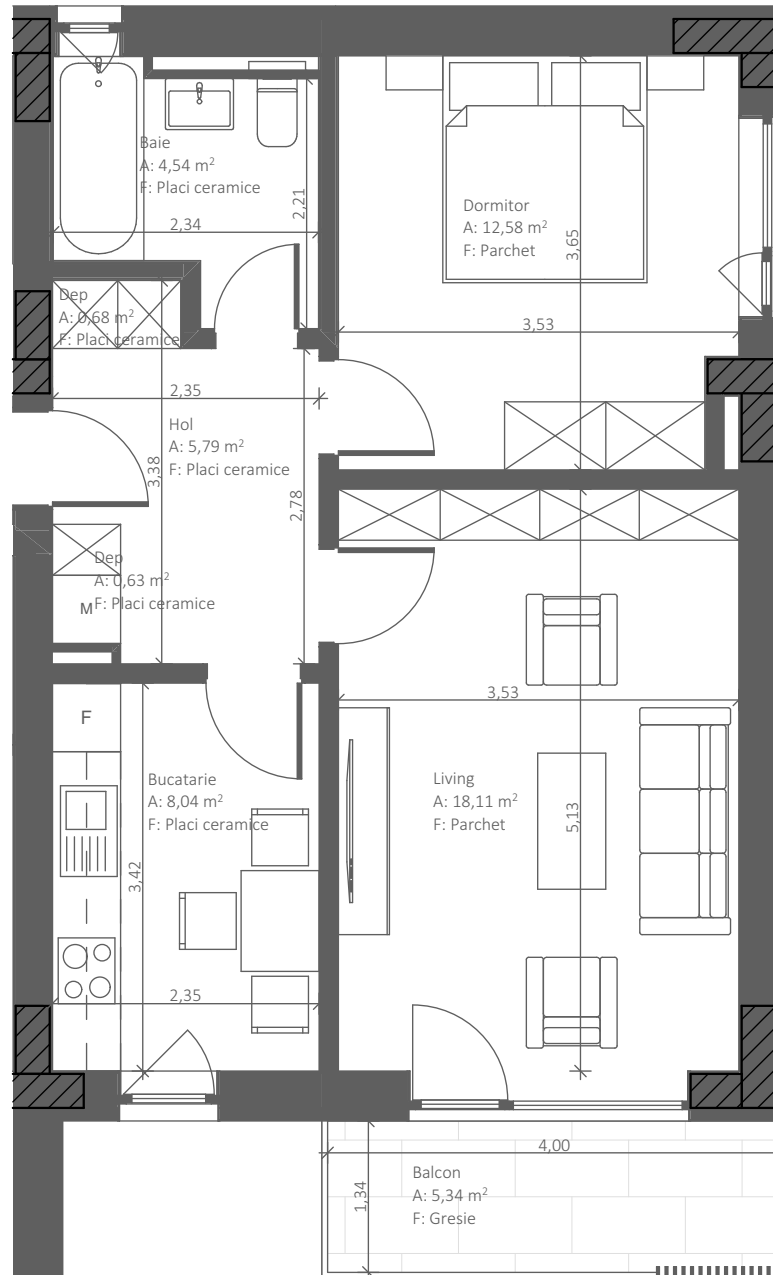 Baie
A: 4,54 m²
F: Placi ceramice
2,34
2,21
Dormitor
A: 12,58 m²
F: Parchet
3,65
3,53
Dep
A: 0,68 m²
F: Placi ceramice
2,35
Hol
A: 5,79 m²
F: Placi ceramice
3,38
2,78
Dep
A: 0,63 m²
F: Placi ceramice
M
F
3,53
Bucatarie
A: 8,04 m²
F: Placi ceramice
3,42
2,35
Living
A: 18,11 m²
F: Parchet
5,13
4,00
Balcon
A: 5,34 m²
F: Gresie
1,34